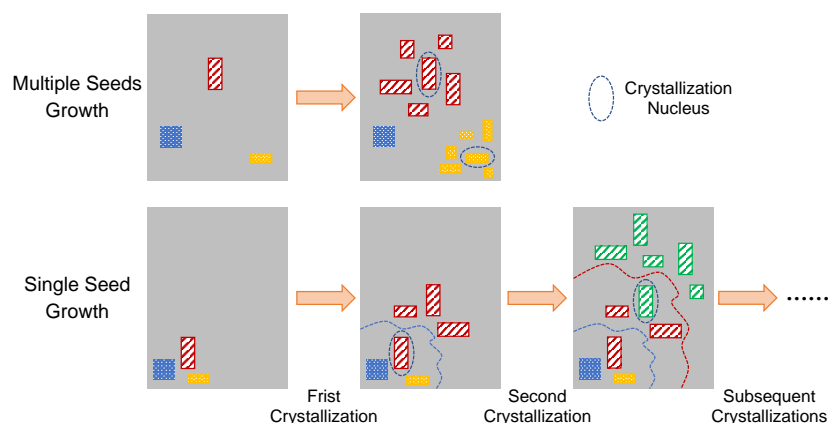 Multiple Seeds
Growth
Crystallization
Nucleus
Single Seed
Growth
Frist
Crystallization
Second
Crystallization
Subsequent
Crystallizations
......